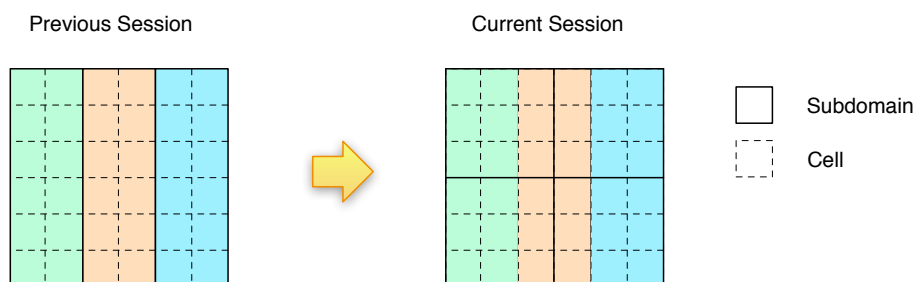 Previous Session
Current Session
Subdomain
Cell